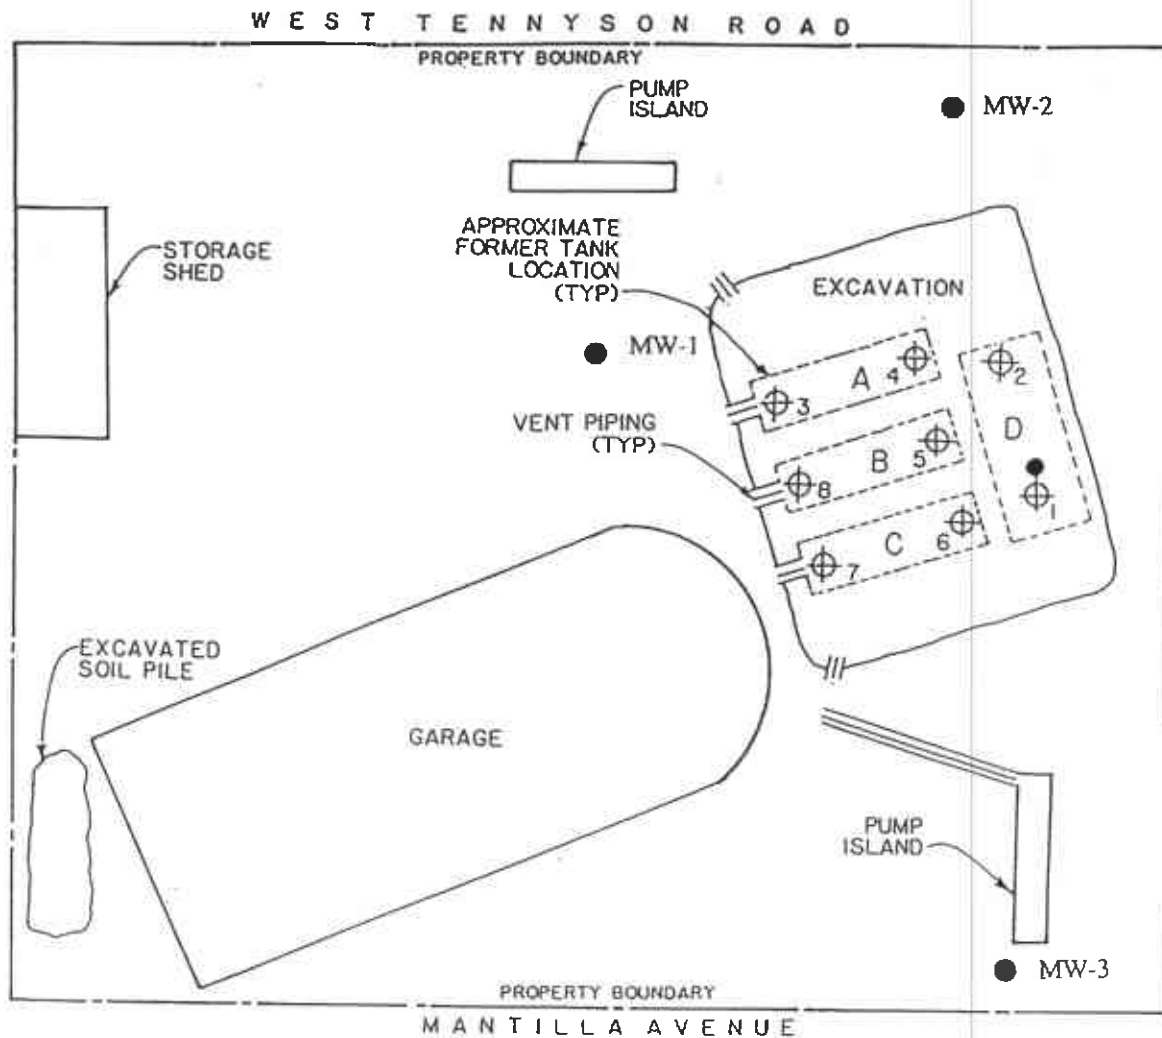 WEST TENNYSON ROAD
PROPERTY BOUNDARY
PUMP
ISLAND
MW-2
APPROXIMATE
FORMER TANK
LOCATION
(TYP)
STORAGE
SHED
EXCAVATION
MW-1
A
4
3
2
D
VENT PIPING
(TYP)
B
5
8
1
C
6
7
EXCAVATED
SOIL PILE
GARAGE
PUMP
ISLAND
MW-3
PROPERTY BOUNDARY
MANTILLA AVENUE